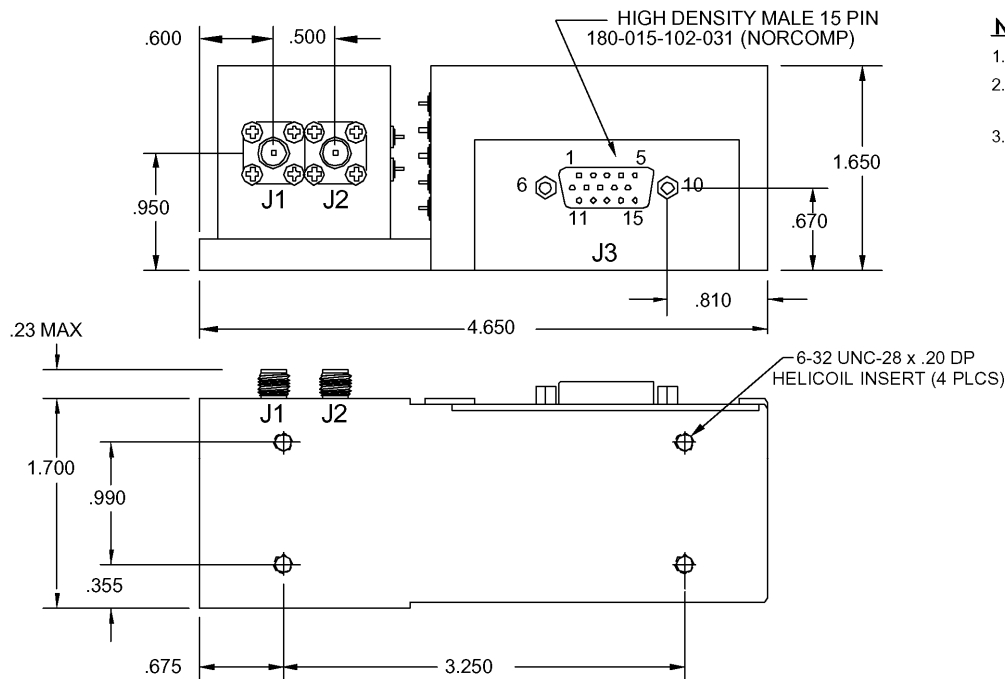 HIGH DENSITY MALE 15 PIN
180-015-102-031 (NORCOMP)
N
1.
2.
3.
.600
.500
1 5
6 10
11 15
J1 J2
J3
.950
1.650
.670
.810
4.650
.23 MAX
6-32 UNC-28 x .20 DP
HELICOIL INSERT (4 PLCS)
J1 J2
1.700
.990
.355
.675
3.250